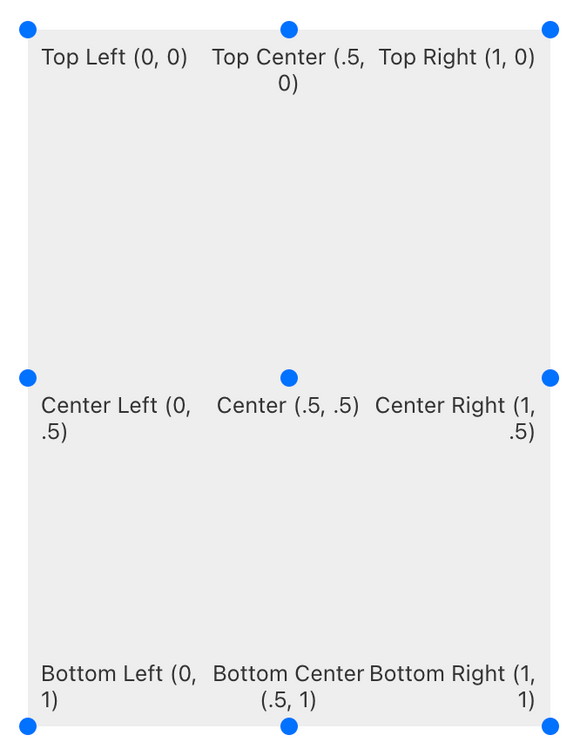 Top Left (0, 0)
Top Center (.5,
0)
Top Right (1, 0)
Center Left (0,
.5)
Center (.5, .5)
Center Right (1,
.5)
Bottom Left (0,
1)
Bottom Center
(.5, 1)
Bottom Right (1,
1)